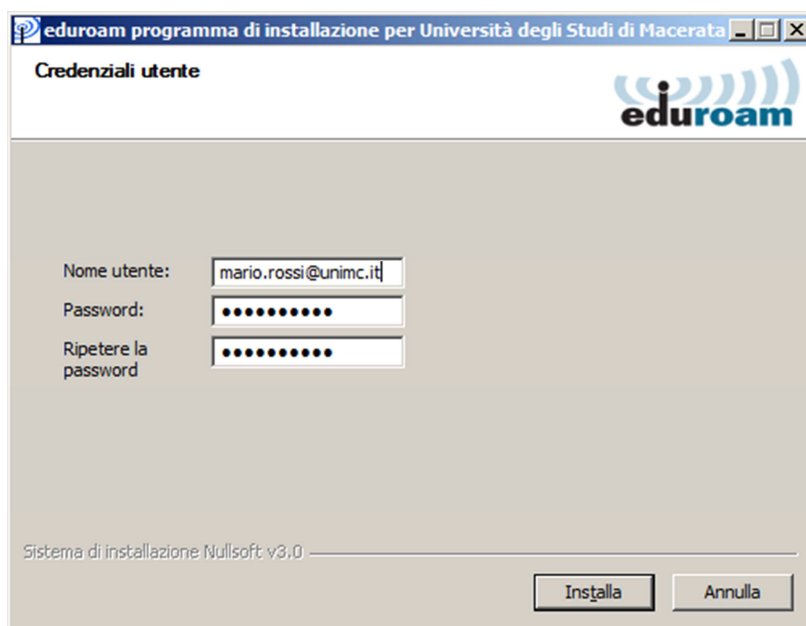 eduroam programma di installazione per Università degli Studi di Macerata
Credenziali utente
eduroam
Nome utente:
mario.rossi@unimc.it
Password:
●●●●●●●●●●
Ripetere la
password
●●●●●●●●●●
Sistema di installazione Nullsoft v3.0
Installa
Annulla